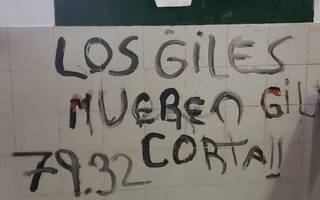 LOS GILES
MUEREN GIL
CORTA!!
79.32